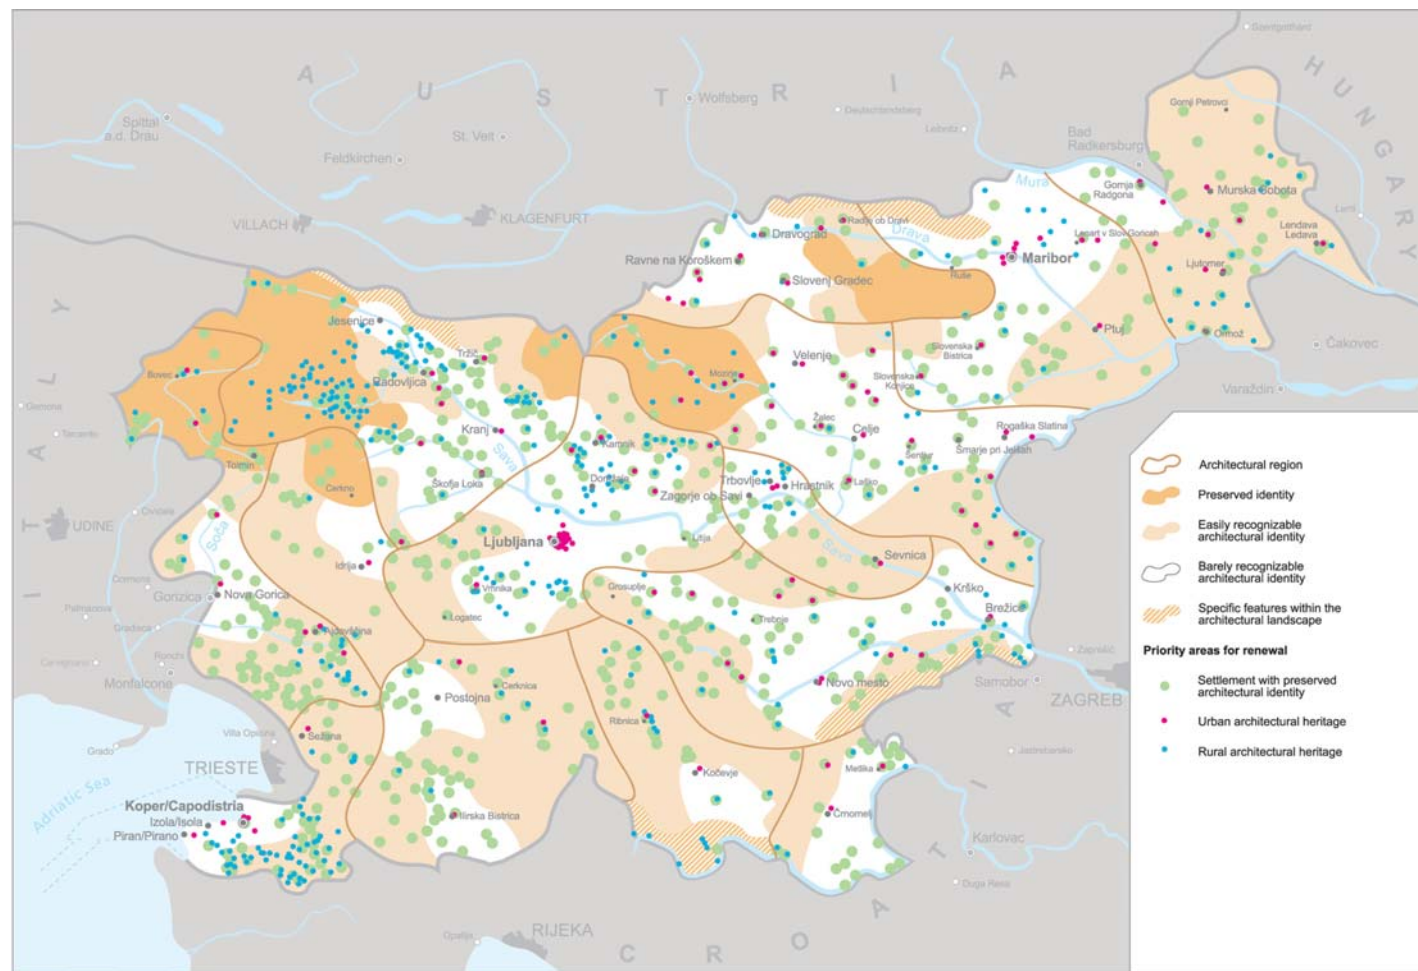 Szentgotthárd
A U S T R I A
HUNGARY
Wolfsberg
Deutschlandsberg
Gornji Petrovci
Spittal
a.d. Drau
St. Veit
Leibnitz
Bad
Radkersburg
Feldkirchen
Mura
Gornja
Radgona
Murska Sobota
Lenti
VILLACH
KLAGENFURT
Radlje ob Dravi
Drava
Lenart v Slov.Goricah
Lendava
Ledava
Dravograd
Maribor
Ravne na Koroškem
Slovenj Gradec
Ruše
Ljutomer
Jesenice
Ptuj
Ormož
Čakovec
Tržič
Velenje
Slovenska
Bistrica
Bovec
Radovljica
Mozirje
Slovenska
Konjice
Varaždin
Gemona
Tarcento
Kranj
Kamnik
Žalec
Celje
Rogaška Slatina
Šentjur
Šmarje pri Jelšah
Sava
Tolmin
Cerkno
Škofja Loka
Domžale
Trbovlje
Hrastnik
Laško
Zagorje ob Savi
ITALY
UDINE
Cividale
Soča
Ljubljana
Litija
Sava
Sevnica
Idrija
Cormons
Gorizica
Nova Gorica
Vrhnika
Grosuplje
Krško
Brežice
Palmanova
Gradisca
Logatec
Trebnje
Ajdovščina
Cervignano
Ronchi
Monfalcone
Zaprešić
Postojna
Cerknica
Novo mesto
Samobor
ZAGREB
Ribnica
Grado
Villa Opicina
Sežana
TRIESTE
Kočevje
Metlika
Jastrebarsko
Adriatic Sea
Koper/Capodistria
Izola/Isola
Piran/Pirano
Ilirska Bistrica
Črnomelj
Karlovac
Duga Resa
Opatija
RIJEKA
CROATIA
Architectural region
Preserved identity
Easily recognizable
architectural identity
Barely recognizable
architectural identity
Specific features within the
architectural landscape
Priority areas for renewal
Settlement with preserved
architectural identity
Urban architectural heritage
Rural architectural heritage